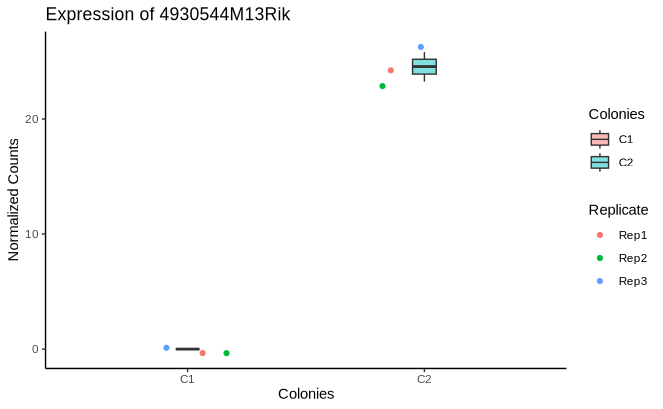 Expression of 4930544M13Rik
Normalized Counts
20
10
0
C1
C2
Colonies
Colonies
C1
C2
Replicate
Rep1
Rep2
Rep3